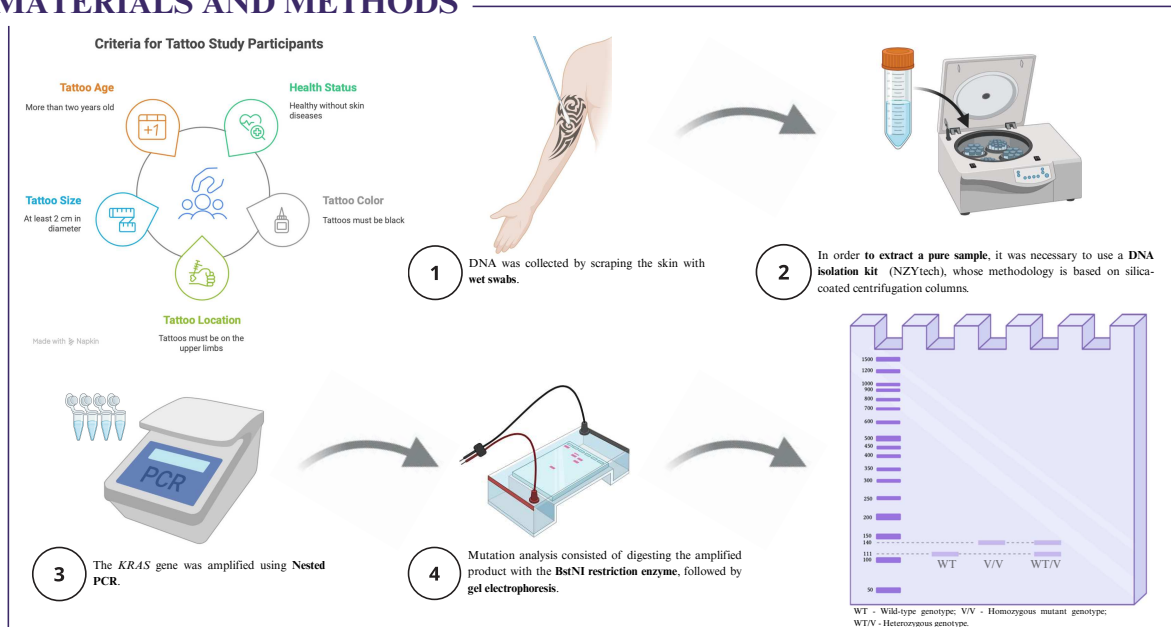 MATERIALS AND METHODS
Criteria for Tattoo Study Participants
Tattoo Age
More than two years old
Health Status
Healthy without skin
diseases
Tattoo Size
At least 2 cm in
diameter
Tattoo Color
Tattoos must be black
Tattoo Location
Tattoos must be on the
upper limbs
Made with Napkin
+1
1
DNA was collected by scraping the skin with
wet swabs.
2
In order to extract a pure sample, it was necessary to use a DNA
isolation kit (NZYtech), whose methodology is based on silica-
coated centrifugation columns.
PCR
3
The KRAS gene was amplified using Nested
PCR.
4
Mutation analysis consisted of digesting the amplified
product with the BstNI restriction enzyme, followed by
gel electrophoresis.
1500
1200
1000
900
800
700
600
500
450
400
350
300
250
200
150
140
111
100
50
WT V/V WT/V
WT - Wild-type genotype; V/V - Homozygous mutant genotype;
WT/V - Heterozygous genotype.